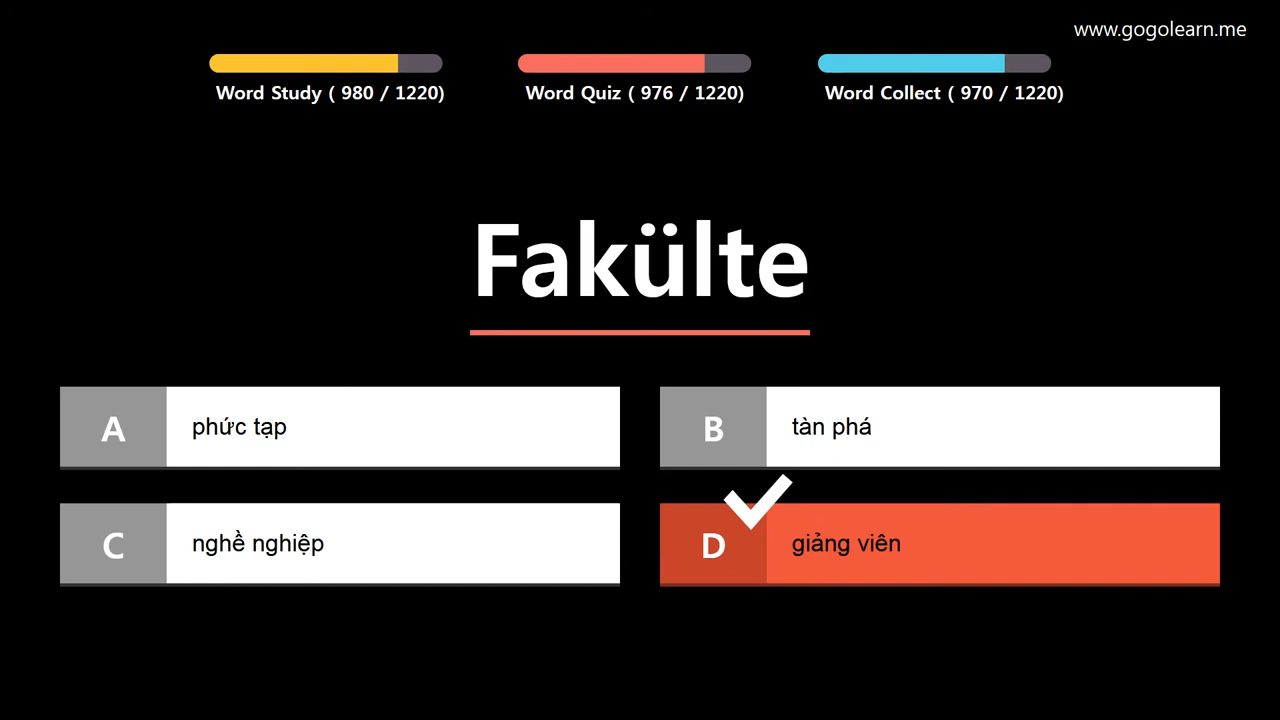 www.gogolearn.me
Word Study ( 980 / 1220)
Word Quiz ( 976 / 1220)
Word Collect ( 970 / 1220)
Fakülte
A
phức tạp
B
tàn phá
C
nghề nghiệp
D
giảng viên